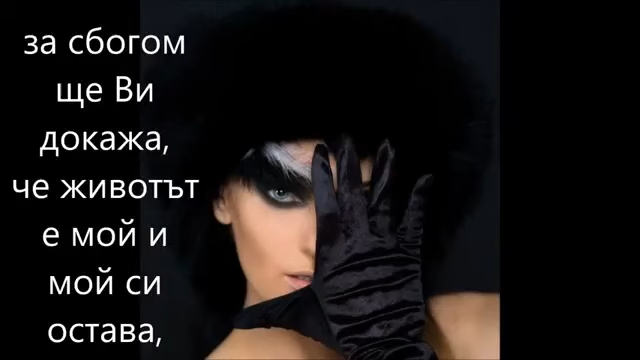 за сбогом
ще Ви
докажа,
че животът
е мой и
мой си
остава,